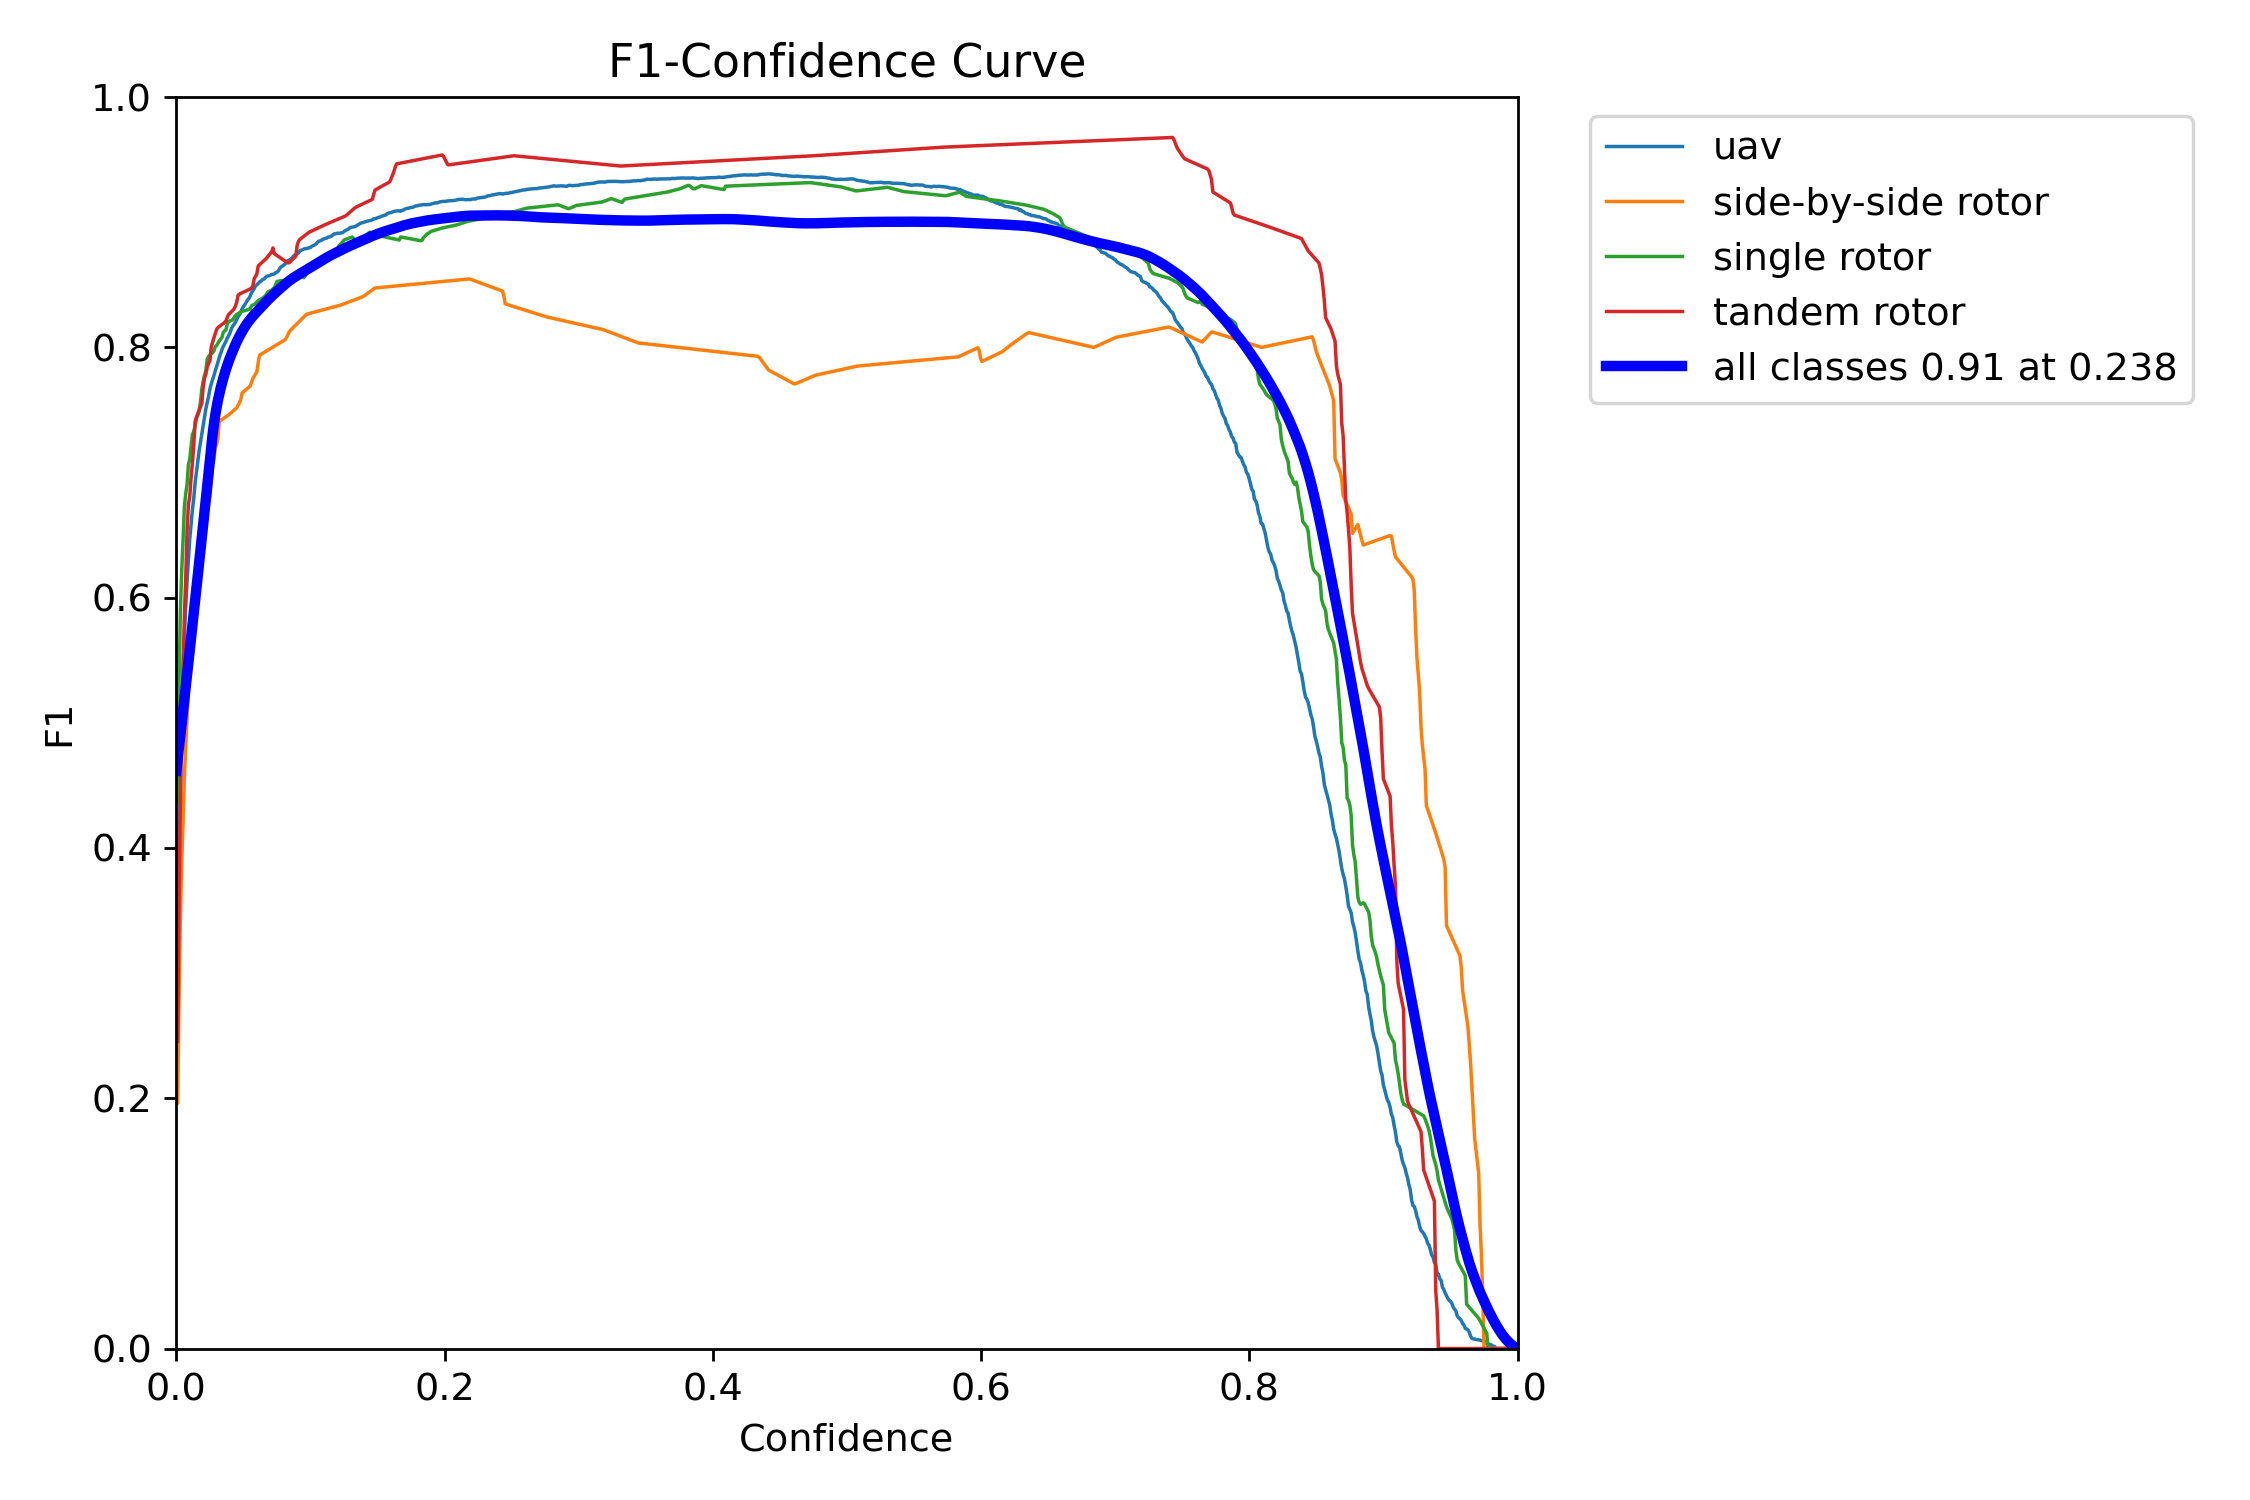 F1-Confidence Curve
1.0
0.8
0.6
0.4
0.2
0.0
F1
0.0 0.2 0.4 0.6 0.8 1.0
Confidence
uav
side-by-side rotor
single rotor
tandem rotor
all classes 0.91 at 0.238